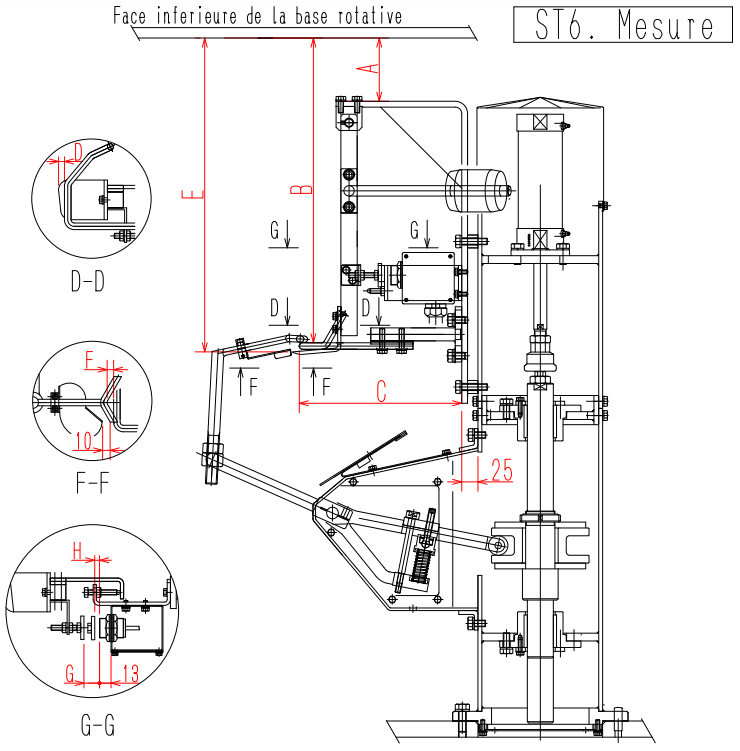 Face inferieure de la base rotative
ST6. Mesure
A
D
E
B
G
G
D-D
D
D
F
F
F
C
10
25
F-F
H
G
13
G-G